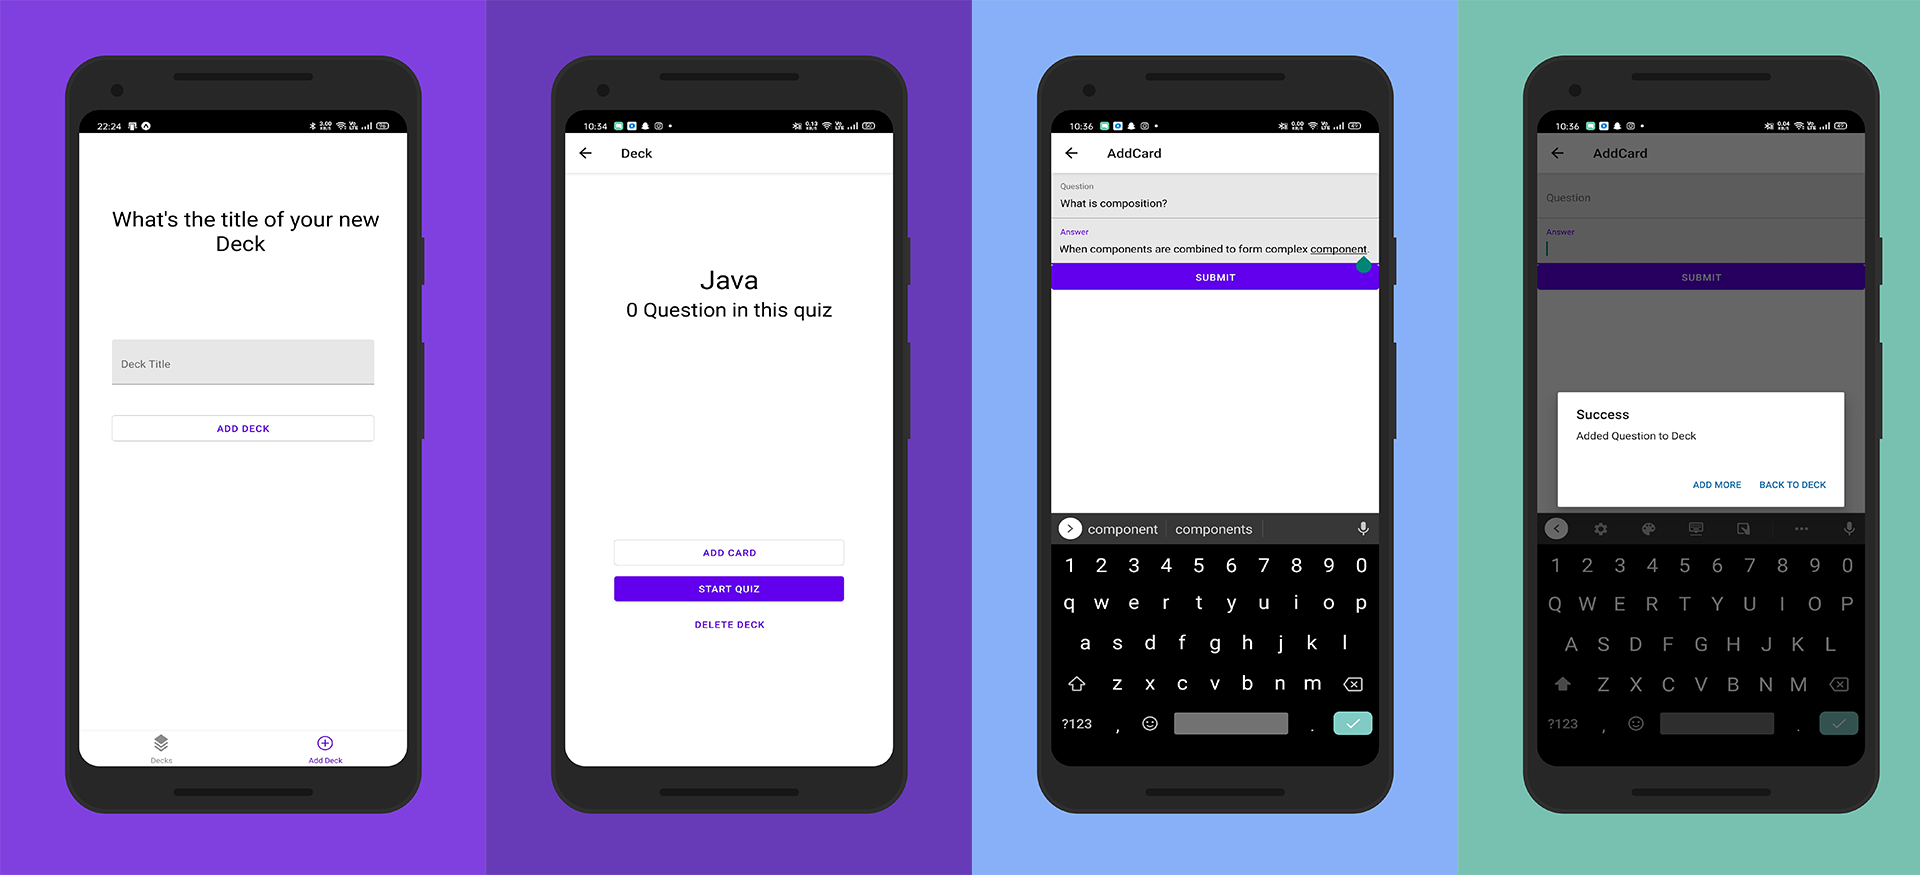 22:24
What's the title of your new
Deck
Deck Title
ADD DECK
Decks
Add Deck
10:34
Deck
Java
0 Question in this quiz
ADD CARD
START QUIZ
DELETE DECK
10:36
AddCard
Question
What is composition?
Answer
When components are combined to form complex component.
SUBMIT
component
components
1 2 3 4 5 6 7 8 9 0
q w e r t y u i o p
a s d f g h j k l
z x c v b n m
?123 , .
10:36
AddCard
Question
Answer
SUBMIT
Success
Added Question to Deck
ADD MORE
BACK TO DECK
1 2 3 4 5 6 7 8 9 0
Q W E R T Y U I O P
A S D F G H J K L
Z X C V B N M
?123 , .